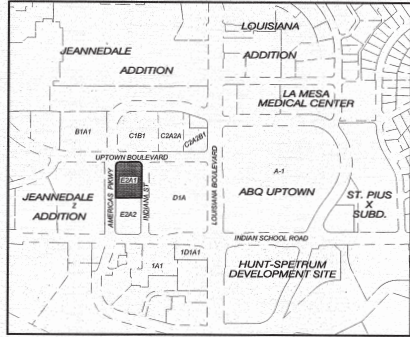 LOUISIANA
ADDITION
JEANNEDALE
ADDITION
LA MESA
MEDICAL CENTER
B1A1
C1B1
C2A2A
C2A2B1
UPTOWN BOULEVARD
AMERICAS PKWY
E2A1
E2A2
INDIANA ST
D1A
LOUISIANA BOULEVARD
A-1
ABQ UPTOWN
JEANNEDALE
Z
ADDITION
ST. PIUS
X
SUBD.
INDIAN SCHOOL ROAD
1D1A1
1A1
HUNT-SPETRUM
DEVELOPMENT SITE